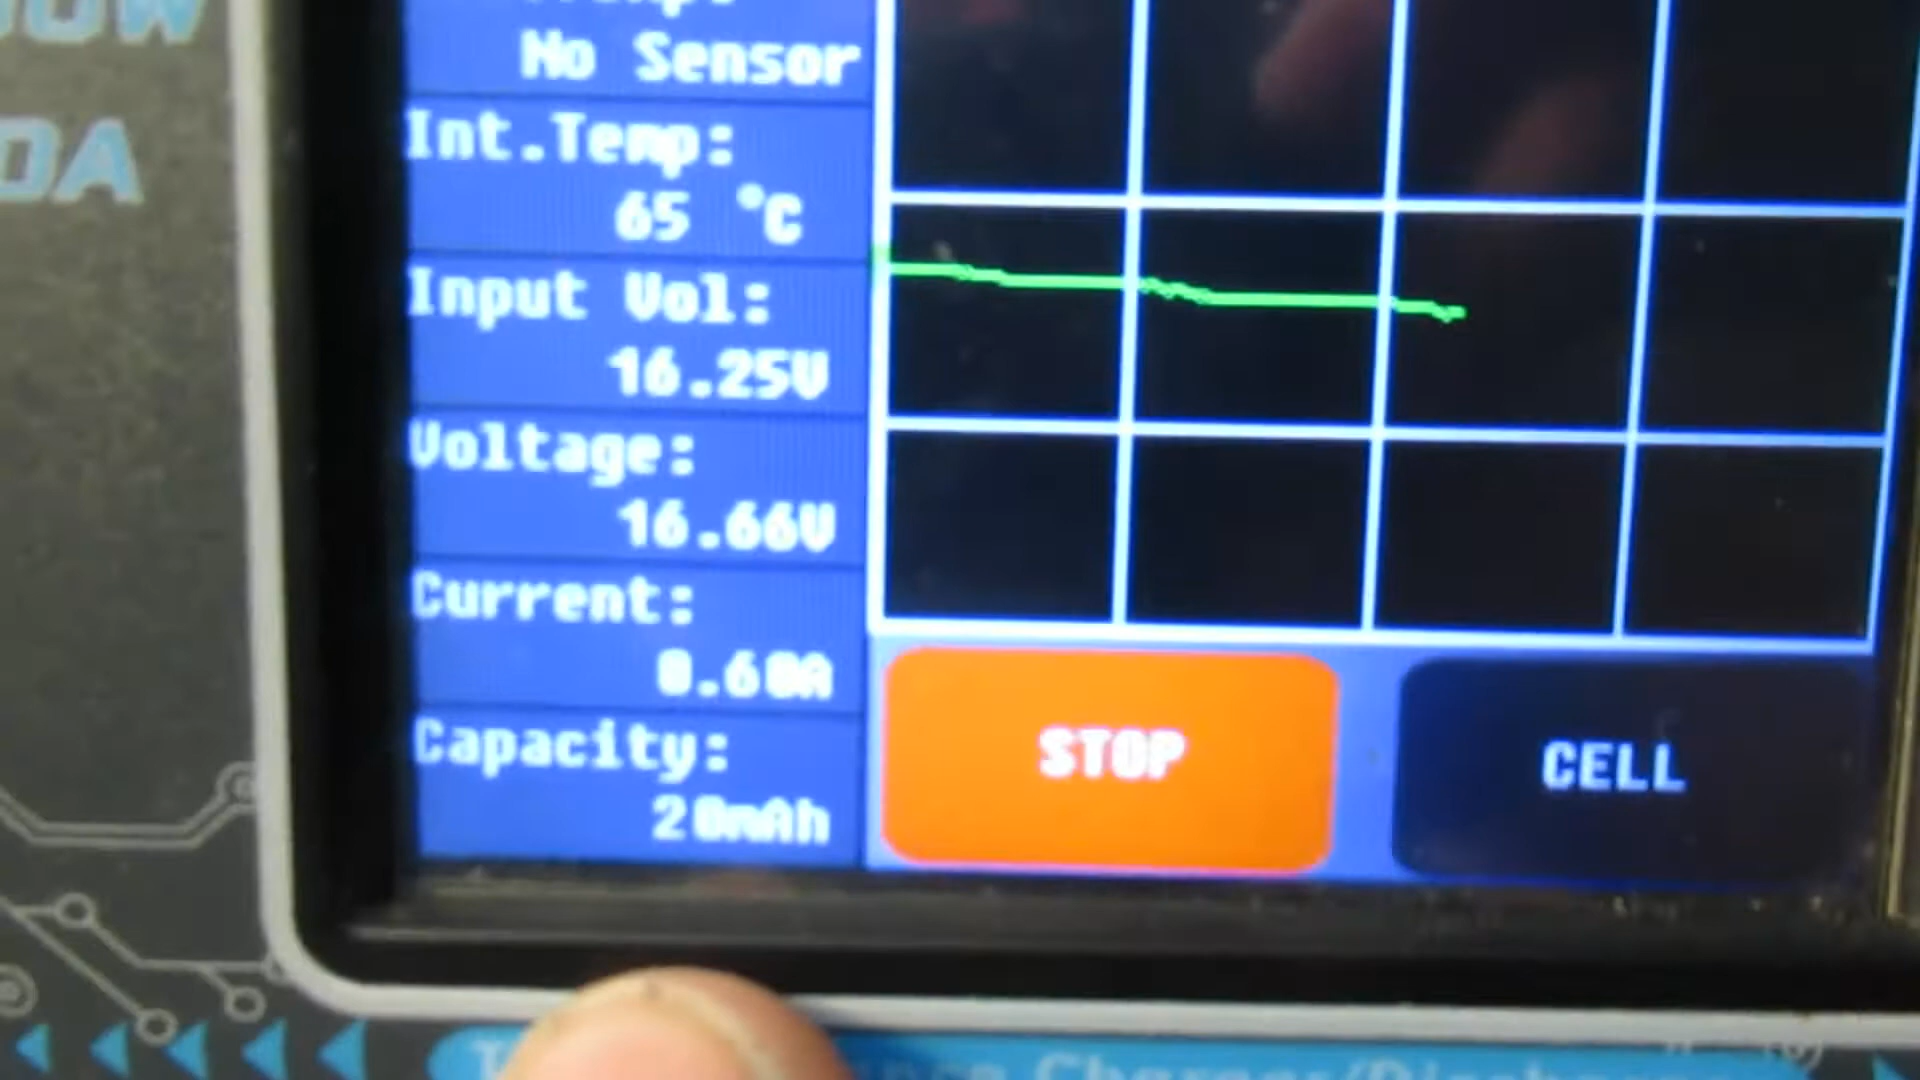 No Sensor
Int.Temp:
65 °C
Input Vol:
16.25V
Voltage:
16.66V
Current:
0.60A
Capacity:
20mAh
STOP
CELL
0A